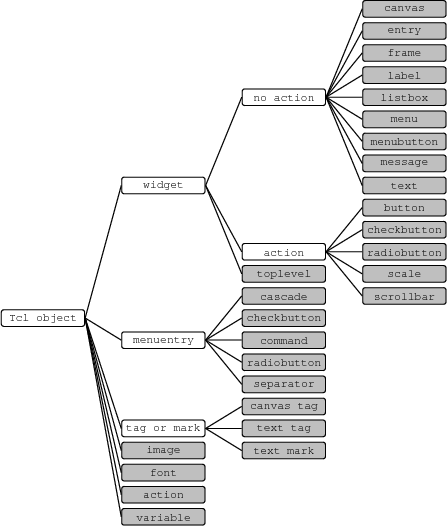 canvas
entry
frame
label
no action
listbox
menu
menubutton
message
widget
text
button
checkbutton
action
radiobutton
toplevel
scale
cascade
scrollbar
Tcl object
checkbutton
menuentry
command
radiobutton
separator
canvas tag
tag or mark
text tag
image
text mark
font
action
variable